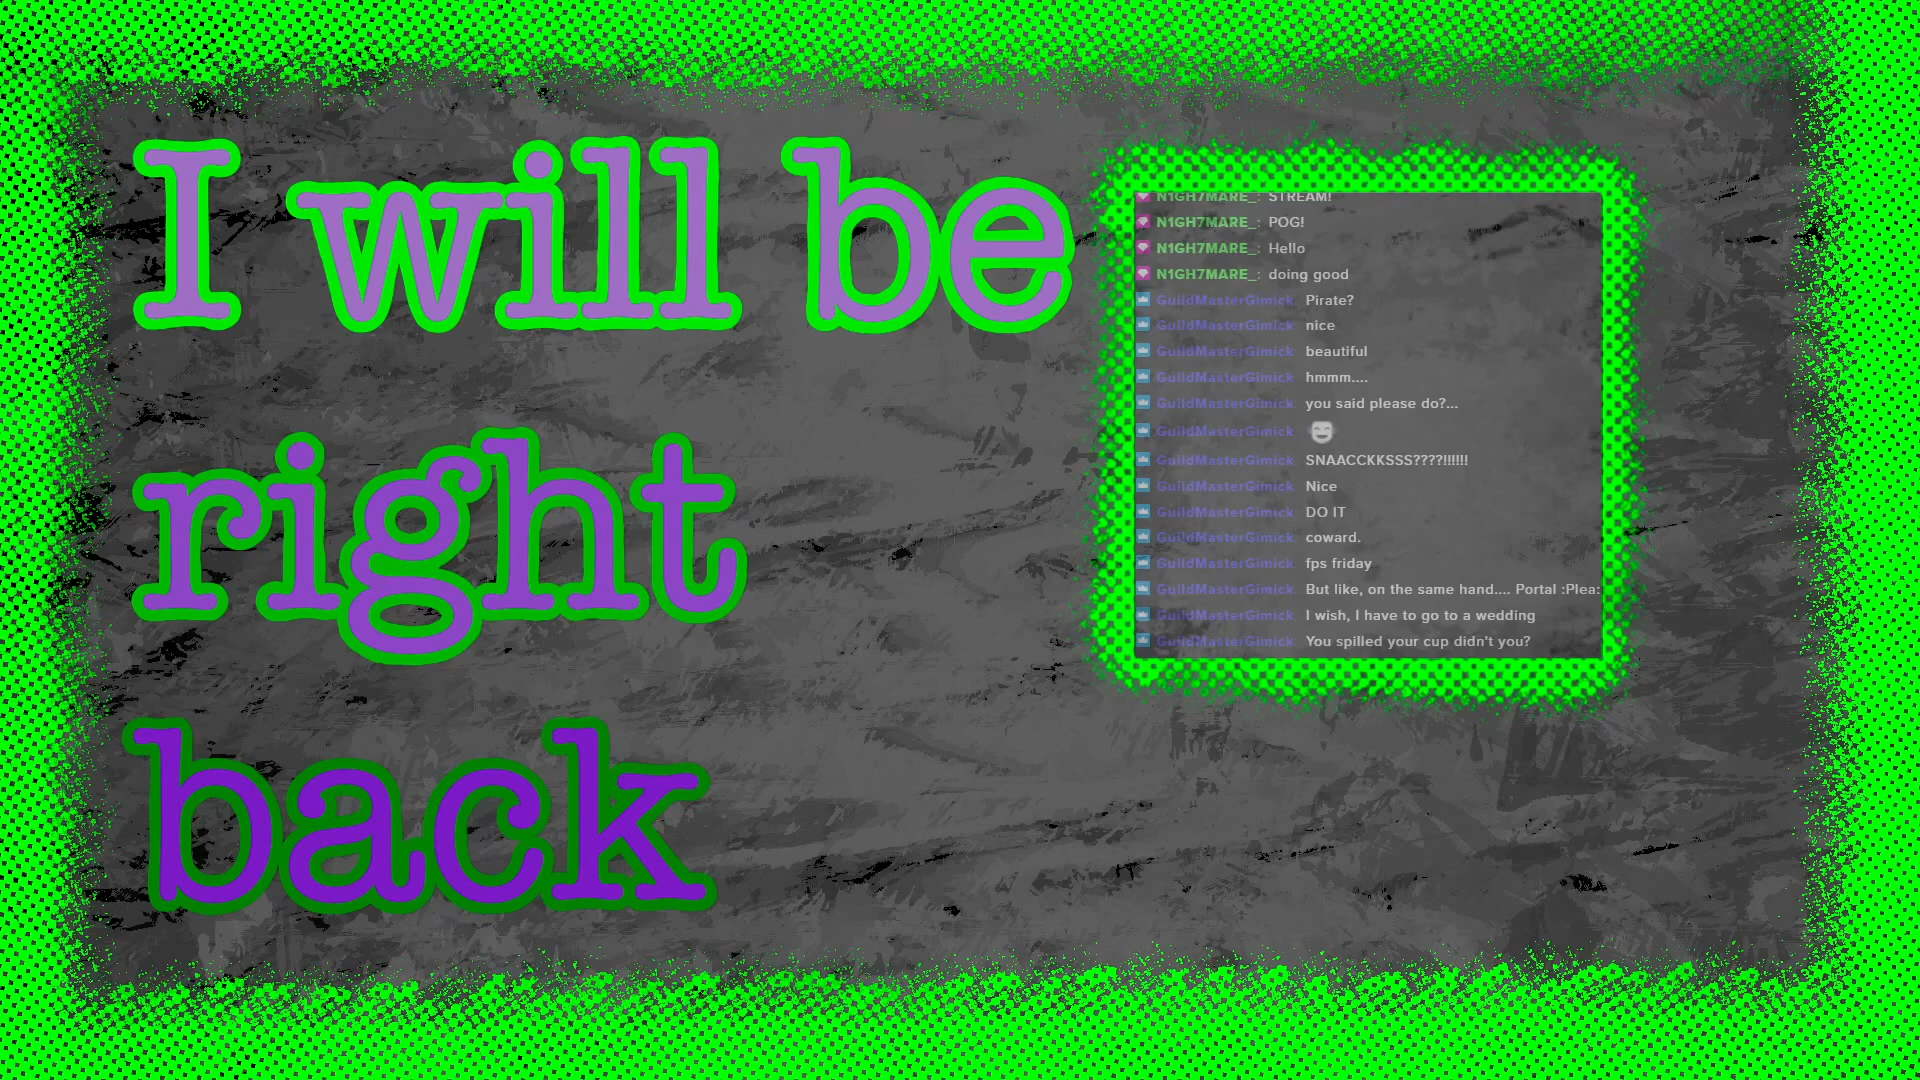 I will be
right
back
N1GH7MARE_: STREAM!
N1GH7MARE_: POG!
N1GH7MARE_: Hello
N1GH7MARE_: doing good
GuildMasterGimick: Pirate?
GuildMasterGimick: nice
GuildMasterGimick: beautiful
GuildMasterGimick: hmmm....
GuildMasterGimick: you said please do?...
GuildMasterGimick:
GuildMasterGimick: SNAACCKKSSS????!!!!!!
GuildMasterGimick: Nice
GuildMasterGimick: DO IT
GuildMasterGimick: coward.
GuildMasterGimick: fps friday
GuildMasterGimick: But like, on the same hand.... Portal :Plea:
GuildMasterGimick: I wish, I have to go to a wedding
GuildMasterGimick: You spilled your cup didn't you?